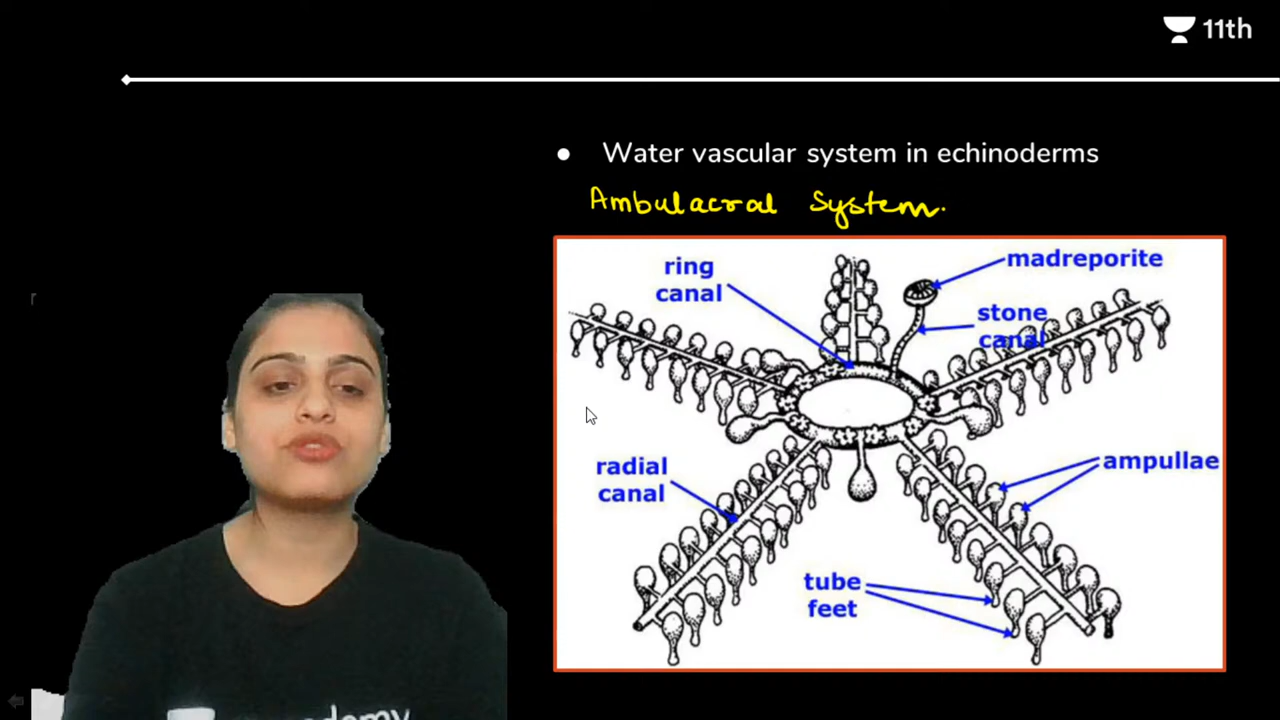 11th
Water vascular system in echinoderms
Ambulacral System.
ring
canal
madreporite
stone
canal
radial
canal
ampullae
tube
feet